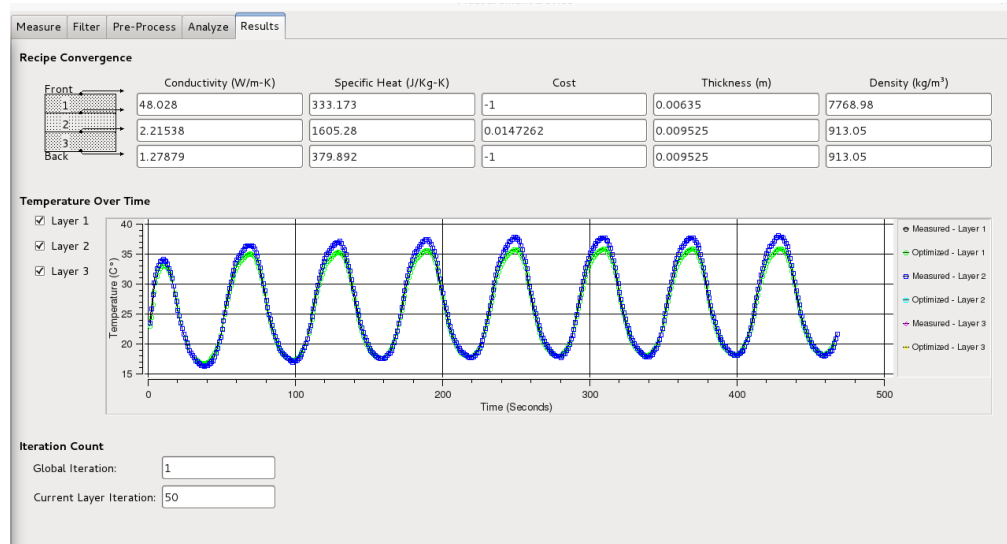 Measure Filter Pre-Process Analyze Results
Recipe Convergence
Conductivity (W/m-K) Specific Heat (J/Kg-K) Cost Thickness (m) Density (kg/m³)
Front
1 48.028 333.173 -1 0.00635 7768.98
2 2.21538 1605.28 0.0147262 0.009525 913.05
3 1.27879 379.892 -1 0.009525 913.05
Back
Temperature Over Time
Layer 1
Layer 2
Layer 3
Temperature (C°)
40
35
30
25
20
15
0 100 200 300 400 500
Time (Seconds)
Measured - Layer 1
Optimized - Layer 1
Measured - Layer 2
Optimized - Layer 2
Measured - Layer 3
Optimized - Layer 3
Iteration Count
Global Iteration: 1
Current Layer Iteration: 50